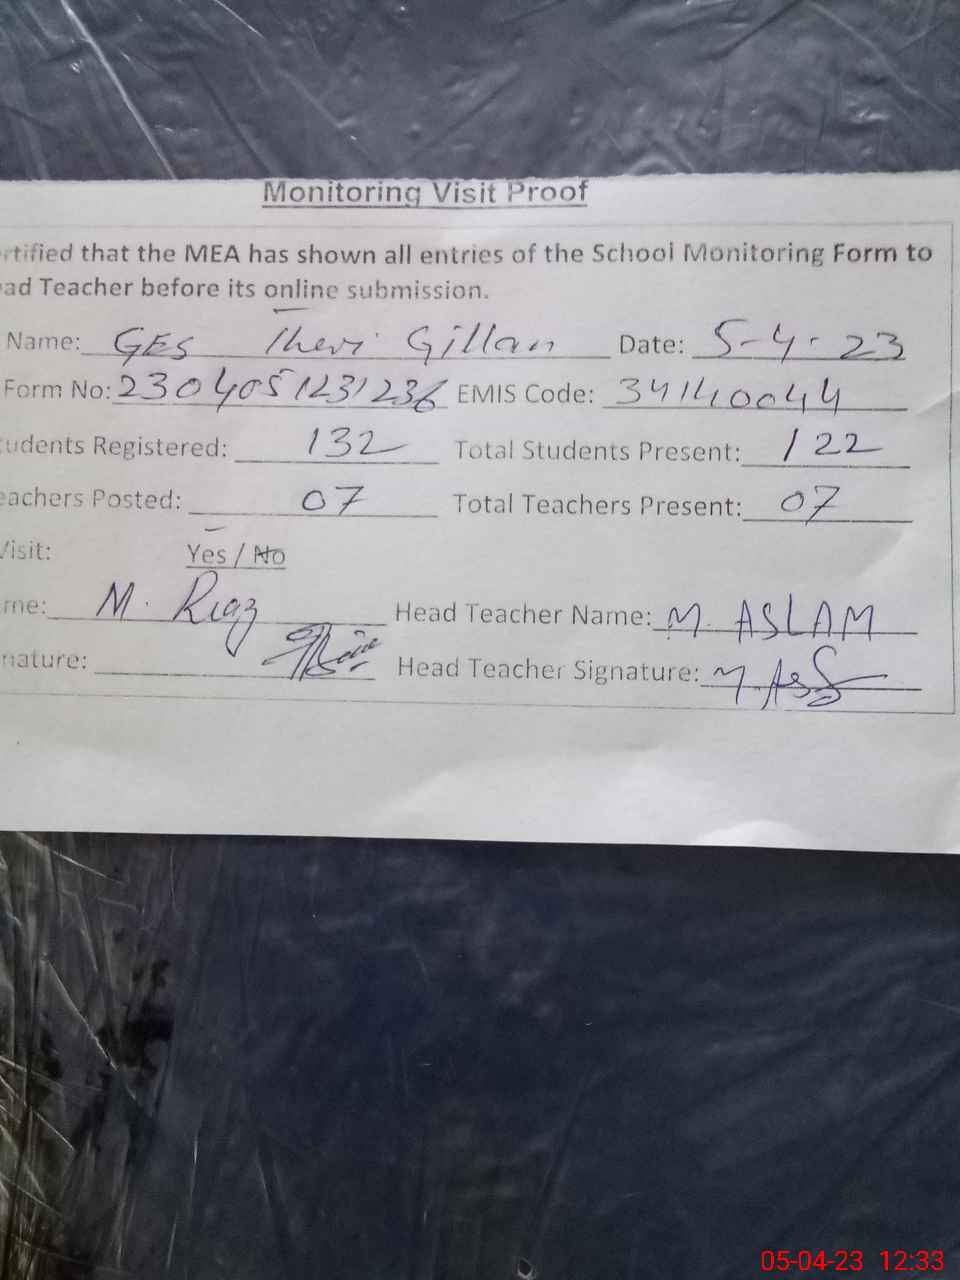 Monitoring Visit Proof
rtified that the MEA has shown all entries of the School Monitoring Form to
ad Teacher before its online submission.
Name: GES Theri Gillan Date: 5-4-23
Form No: 2304051231236 EMIS Code: 34140044
tudents Registered: 132 Total Students Present: 122
eachers Posted: 07 Total Teachers Present: 07
Visit: Yes / No
me: M. Riaz Head Teacher Name: M. ASLAM
nature: Head Teacher Signature:
05-04-23 12:33